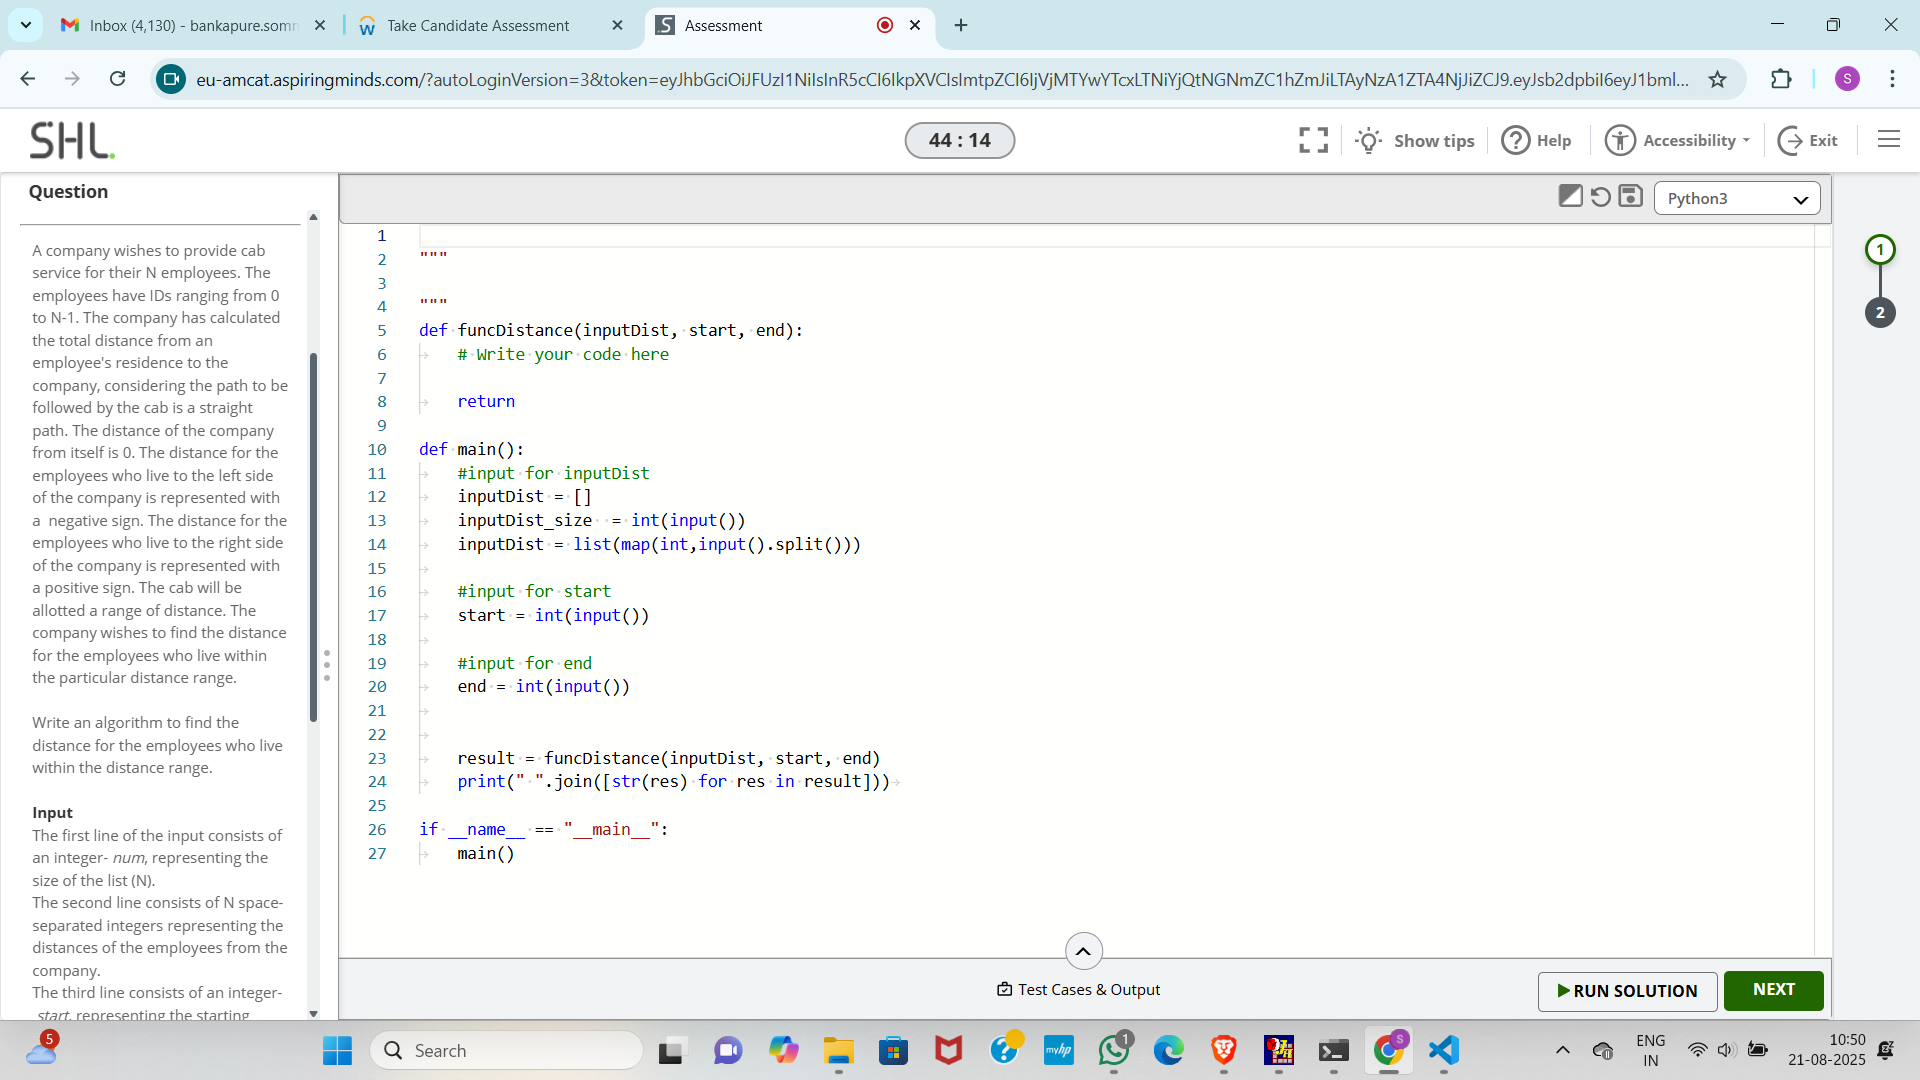 Inbox (4,130) - bankapure.somn
Take Candidate Assessment
Assessment
eu-amcat.aspiringminds.com/?autoLoginVersion=3&token=
SHL.
44 : 14
Show tips
Help
Accessibility
Exit
Question
Python3
A company wishes to provide cab
service for their N employees. The
employees have IDs ranging from 0
to N-1. The company has calculated
the total distance from an
employee's residence to the
company, considering the path to be
followed by the cab is a straight
path. The distance of the company
from itself is 0. The distance for the
employees who live to the left side
of the company is represented with
a negative sign. The distance for the
employees who live to the right side
of the company is represented with
a positive sign. The cab will be
allotted a range of distance. The
company wishes to find the distance
for the employees who live within
the particular distance range.
Write an algorithm to find the
distance for the employees who live
within the distance range.
Input
The first line of the input consists of
an integer- num, representing the
size of the list (N).
The second line consists of N space-
separated integers representing the
distances of the employees from the
company.
The third line consists of an integer-
start, representing the starting
1
2 """
3
4 """
5 def funcDistance(inputDist, start, end):
6 # Write your code here
7
8 return
9
10 def main():
11 #input for inputDist
12 inputDist = []
13 inputDist_size = int(input())
14 inputDist = list(map(int,input().split()))
15
16 #input for start
17 start = int(input())
18
19 #input for end
20 end = int(input())
21
22
23 result = funcDistance(inputDist, start, end)
24 print(" ".join([str(res) for res in result]))
25
26 if __name__ == "__main__":
27 main()
1
2
Test Cases & Output
RUN SOLUTION
NEXT
5
Search
myhp
1
S
ENG
IN
10:50
21-08-2025